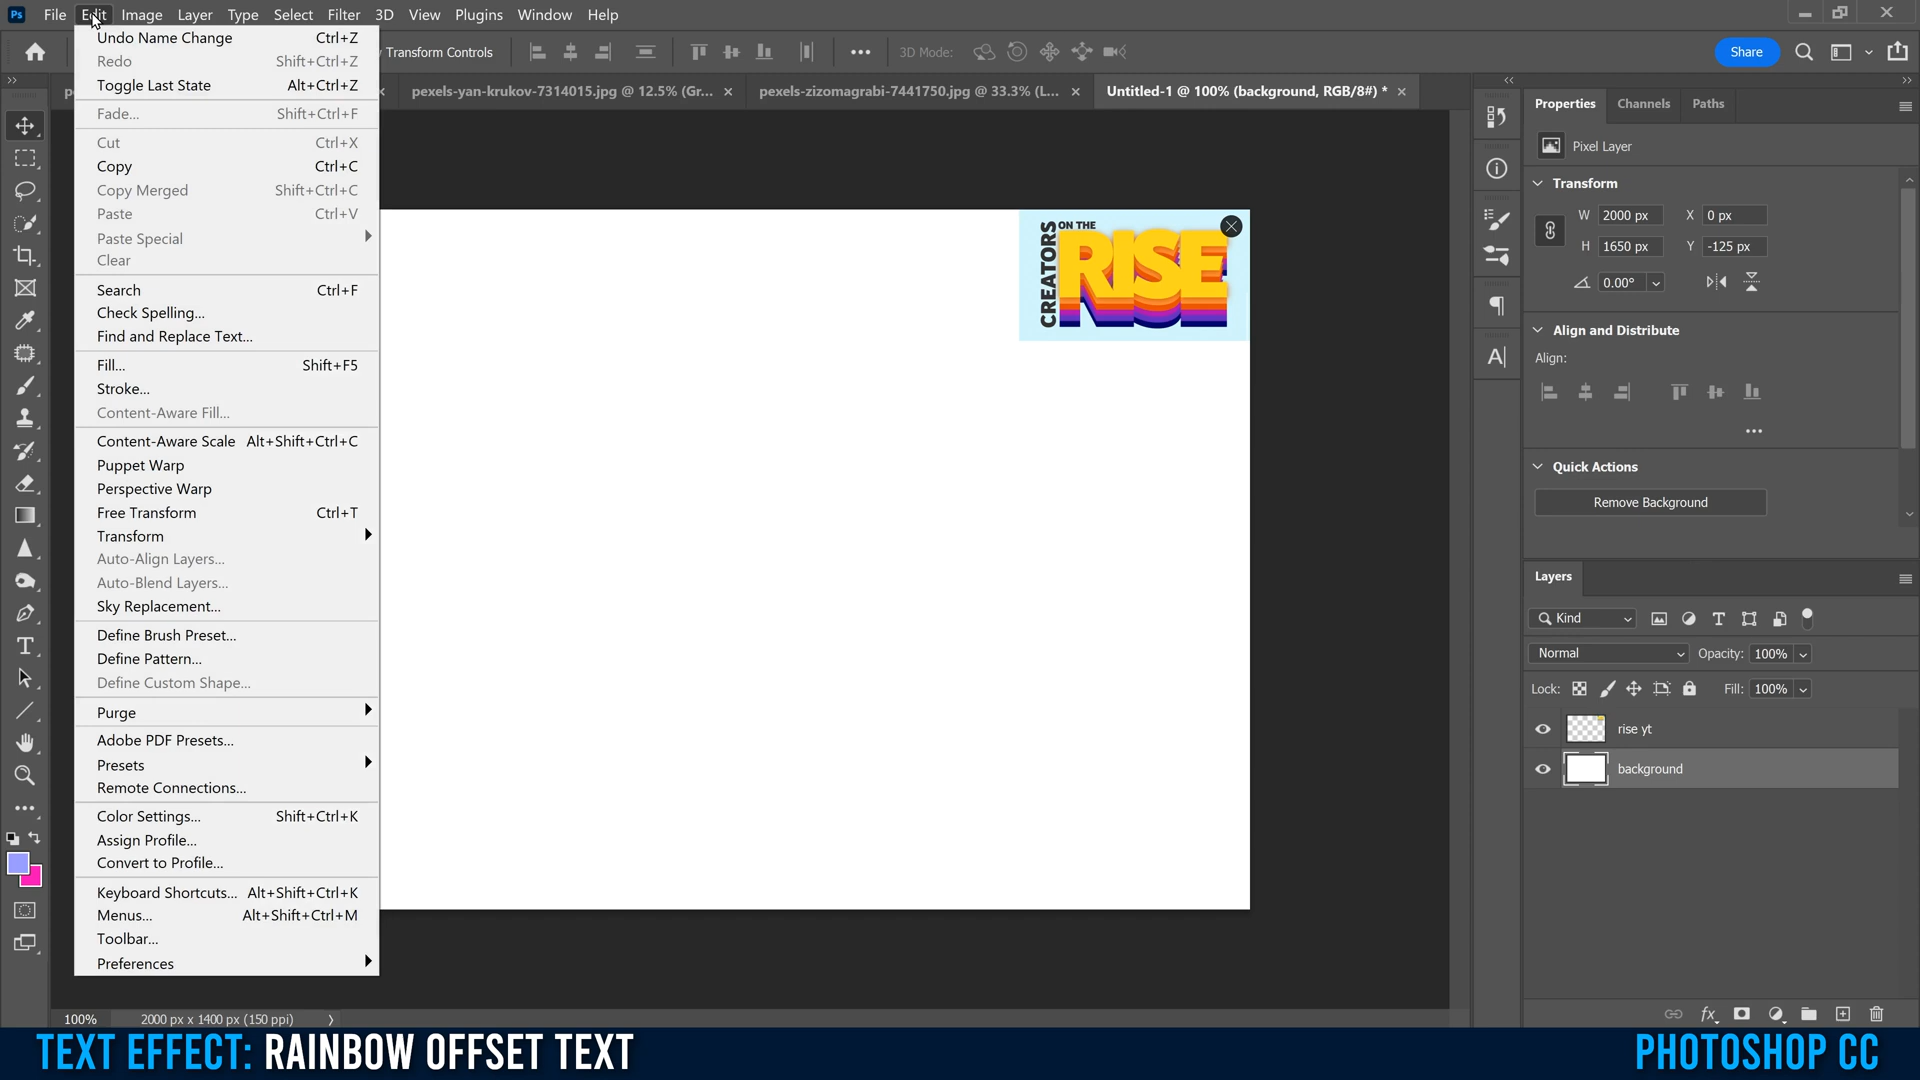 Ps File Edit Image Layer Type Select Filter 3D View Plugins Window Help
Transform Controls 3D Mode: Share
pexels-yan-krukov-7314015.jpg @ 12.5% (Gr... pexels-zizomagrabi-7441750.jpg @ 33.3% (L... Untitled-1 @ 100% (background, RGB/8#) *
Undo Name Change Ctrl+Z
Redo Shift+Ctrl+Z
Toggle Last State Alt+Ctrl+Z
Fade... Shift+Ctrl+F
Cut Ctrl+X
Copy Ctrl+C
Copy Merged Shift+Ctrl+C
Paste Ctrl+V
Paste Special
Clear
Search Ctrl+F
Check Spelling...
Find and Replace Text...
Fill... Shift+F5
Stroke...
Content-Aware Fill...
Content-Aware Scale Alt+Shift+Ctrl+C
Puppet Warp
Perspective Warp
Free Transform Ctrl+T
Transform
Auto-Align Layers...
Auto-Blend Layers...
Sky Replacement...
Define Brush Preset...
Define Pattern...
Define Custom Shape...
Purge
Adobe PDF Presets...
Presets
Remote Connections...
Color Settings... Shift+Ctrl+K
Assign Profile...
Convert to Profile...
Keyboard Shortcuts... Alt+Shift+Ctrl+K
Menus... Alt+Shift+Ctrl+M
Toolbar...
Preferences
CREATORS
ON THE
RISE
Properties Channels Paths
Pixel Layer
Transform
W 2000 px X 0 px
H 1650 px Y -125 px
0.00°
Align and Distribute
Align:
Quick Actions
Remove Background
Layers
Kind
Normal Opacity: 100%
Lock: Fill: 100%
rise yt
background
100% 2000 px x 1400 px (150 ppi)
TEXT EFFECT: RAINBOW OFFSET TEXT
PHOTOSHOP CC